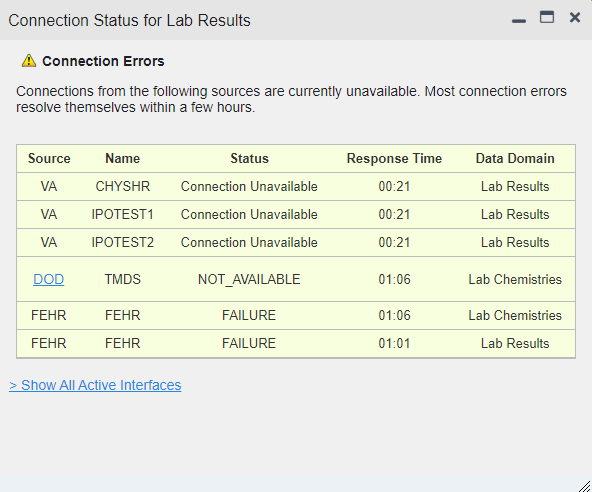 Connection Status for Lab Results
Connection Errors
Connections from the following sources are currently unavailable. Most connection errors
resolve themselves within a few hours.
Source Name Status Response Time Data Domain
VA CHYSHR Connection Unavailable 00:21 Lab Results
VA IPOTEST1 Connection Unavailable 00:21 Lab Results
VA IPOTEST2 Connection Unavailable 00:21 Lab Results
DOD TMDS NOT_AVAILABLE 01:06 Lab Chemistries
FEHR FEHR FAILURE 01:06 Lab Chemistries
FEHR FEHR FAILURE 01:01 Lab Results
> Show All Active Interfaces